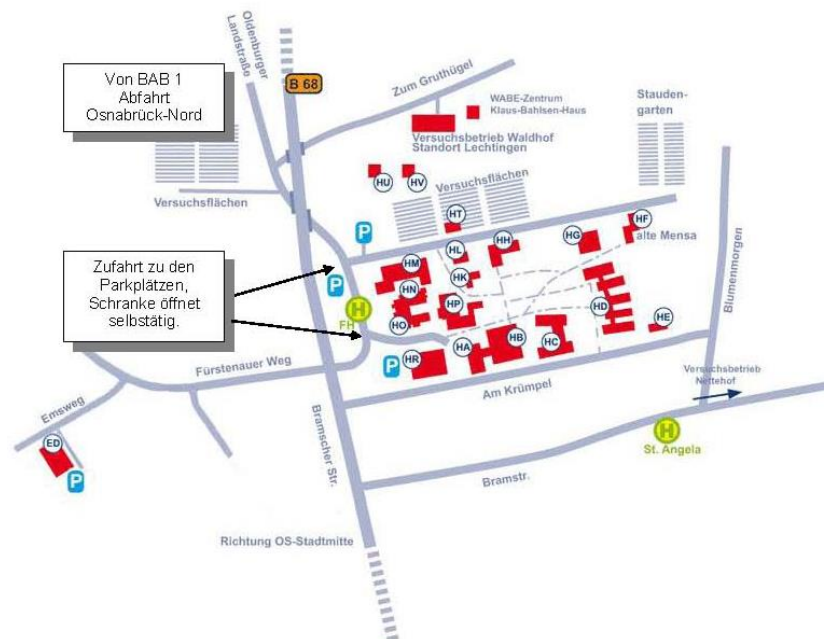 Oldenburger
Landstraße
Von BAB 1
Abfahrt
Osnabrück-Nord
B 68
Zum Gruthügel
WABE-Zentrum
Klaus-Bahlsen-Haus
Stauden-
garten
Versuchsbetrieb Waldhof
Standort Lechtingen
HU
HV
Versuchsflächen
Versuchsflächen
HT
HF
P
HL
HH
HG
alte Mensa
Zufahrt zu den
Parkplätzen,
Schranke öffnet
selbstätig.
HM
P
HK
HN
HP
HD
H
FH
HO
HE
Blumenmorgen
HR
HA
HB
HC
P
Fürstenauer Weg
Am Krümpel
Versuchsbetrieb
Nettehof
Emsweg
ED
P
Bramscher Str.
H
St. Angela
Bramstr.
Richtung OS-Stadtmitte